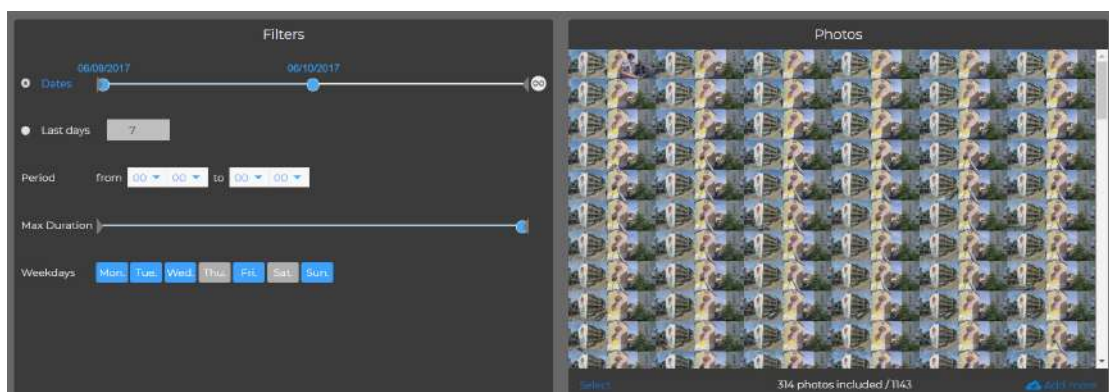 Filters
06/09/2017 06/10/2017
Dates
Last days 7
Period from 00 00 to 00 00
Max Duration
Weekdays Mon. Tue. Wed. Thu. Fri. Sat. Sun.
Photos
Select 314 photos included / 1143 Add more